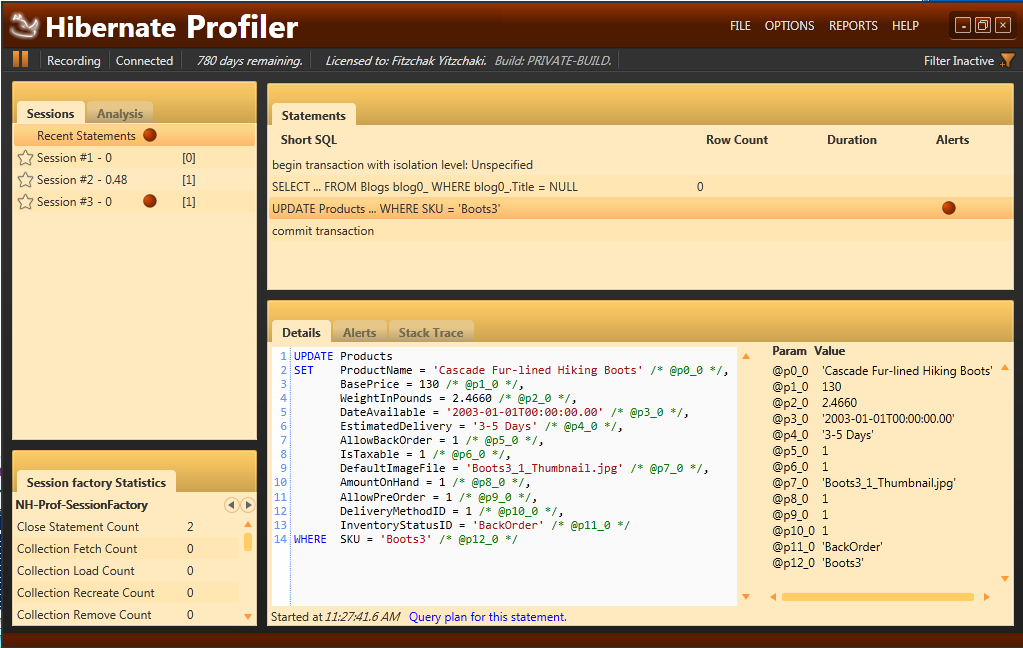 Hibernate Profiler
FILE OPTIONS REPORTS HELP
Recording Connected 780 days remaining. Licensed to: Fitzchak Yitzchaki. Build: PRIVATE-BUILD. Filter Inactive
Sessions Analysis
Recent Statements
Session #1 - 0 [0]
Session #2 - 0.48 [1]
Session #3 - 0 [1]
Statements
Short SQL Row Count Duration Alerts
begin transaction with isolation level: Unspecified
SELECT ... FROM Blogs blog0_ WHERE blog0_.Title = NULL 0
UPDATE Products ... WHERE SKU = 'Boots3'
commit transaction
Session factory Statistics
NH-Prof-SessionFactory
Close Statement Count 2
Collection Fetch Count 0
Collection Load Count 0
Collection Recreate Count 0
Collection Remove Count 0
Details Alerts Stack Trace
1 UPDATE Products
2 SET ProductName = 'Cascade Fur-lined Hiking Boots' /* @p0_0 */,
3 BasePrice = 130 /* @p1_0 */,
4 WeightInPounds = 2.4660 /* @p2_0 */,
5 DateAvailable = '2003-01-01T00:00:00.00' /* @p3_0 */,
6 EstimatedDelivery = '3-5 Days' /* @p4_0 */,
7 AllowBackOrder = 1 /* @p5_0 */,
8 IsTaxable = 1 /* @p6_0 */,
9 DefaultImageFile = 'Boots3_1_Thumbnail.jpg' /* @p7_0 */,
10 AmountOnHand = 1 /* @p8_0 */,
11 AllowPreOrder = 1 /* @p9_0 */,
12 DeliveryMethodID = 1 /* @p10_0 */,
13 InventoryStatusID = 'BackOrder' /* @p11_0 */
14 WHERE SKU = 'Boots3' /* @p12_0 */
Started at 11:27:41.6 AM Query plan for this statement.
Param Value
@p0_0 'Cascade Fur-lined Hiking Boots'
@p1_0 130
@p2_0 2.4660
@p3_0 '2003-01-01T00:00:00.00'
@p4_0 '3-5 Days'
@p5_0 1
@p6_0 1
@p7_0 'Boots3_1_Thumbnail.jpg'
@p8_0 1
@p9_0 1
@p10_0 1
@p11_0 'BackOrder'
@p12_0 'Boots3'